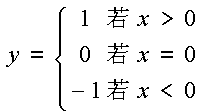 1 若 x > 0
y = { 0 若 x = 0
-1 若 x < 0